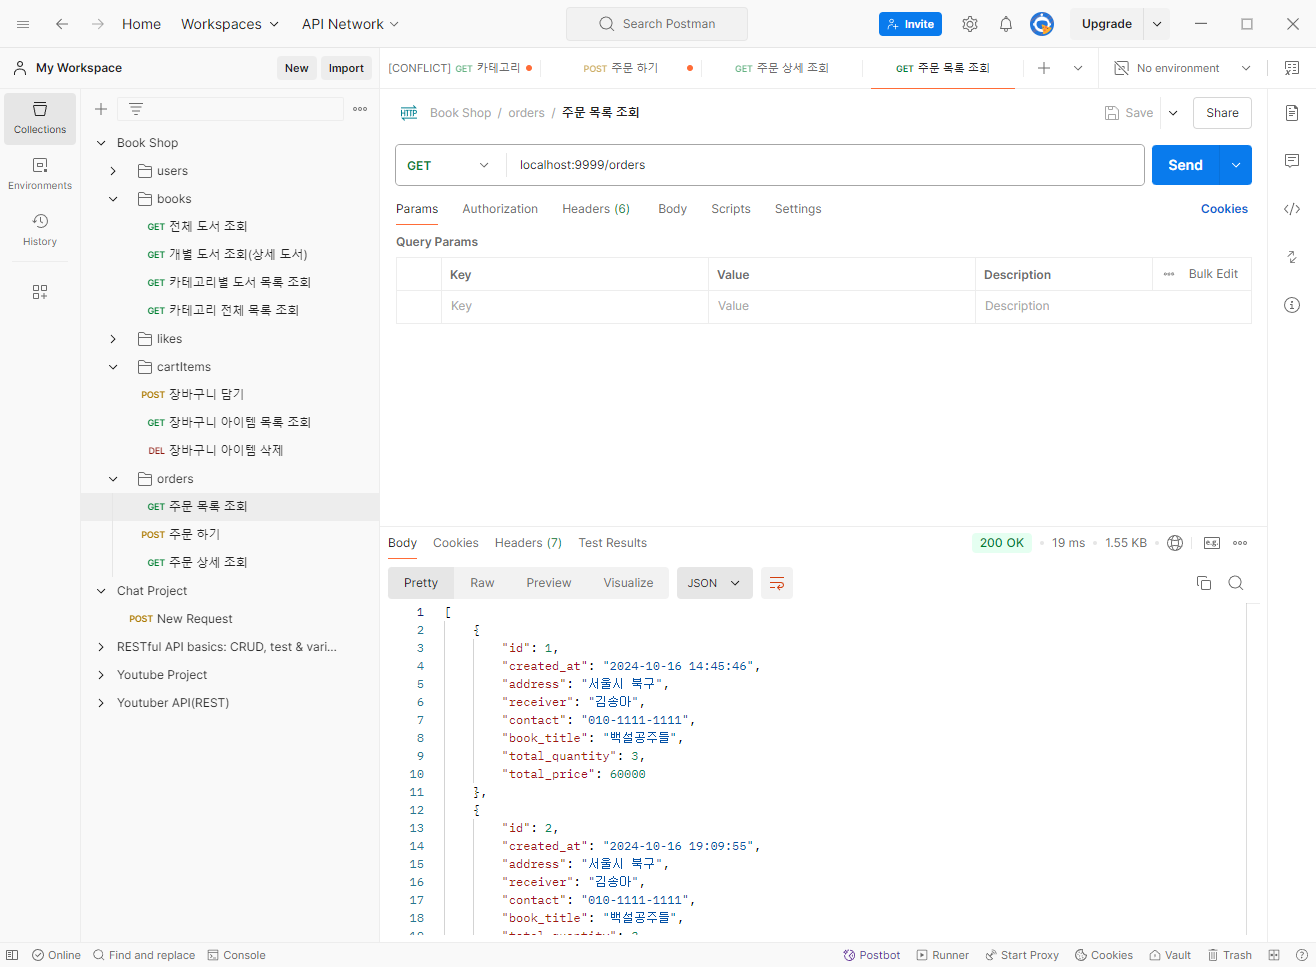 Home Workspaces API Network Search Postman Invite Upgrade
My Workspace New Import [CONFLICT] GET 카테고리 POST 주문 하기 GET 주문 상세 조회 GET 주문 목록 조회 No environment
Collections
Environments
History
Book Shop
users
books
GET 전체 도서 조회
GET 개별 도서 조회(상세 도서)
GET 카테고리별 도서 목록 조회
GET 카테고리 전체 목록 조회
likes
cartItems
POST 장바구니 담기
GET 장바구니 아이템 목록 조회
DEL 장바구니 아이템 삭제
orders
GET 주문 목록 조회
POST 주문 하기
GET 주문 상세 조회
Chat Project
POST New Request
RESTful API basics: CRUD, test & vari...
Youtube Project
Youtuber API(REST)
HTTP Book Shop / orders / 주문 목록 조회 Save Share
GET localhost:9999/orders Send
Params Authorization Headers (6) Body Scripts Settings Cookies
Query Params
Key Value Description Bulk Edit
Key Value Description
Body Cookies Headers (7) Test Results 200 OK 19 ms 1.55 KB e.g.
Pretty Raw Preview Visualize JSON
1 [
2 {
3 "id": 1,
4 "created_at": "2024-10-16 14:45:46",
5 "address": "서울시 북구",
6 "receiver": "김송아",
7 "contact": "010-1111-1111",
8 "book_title": "백설공주들",
9 "total_quantity": 3,
10 "total_price": 60000
11 },
12 {
13 "id": 2,
14 "created_at": "2024-10-16 19:09:55",
15 "address": "서울시 북구",
16 "receiver": "김송아",
17 "contact": "010-1111-1111",
18 "book_title": "백설공주들",
19 "total_quantity":
Online Find and replace Console Postbot Runner Start Proxy Cookies Vault Trash